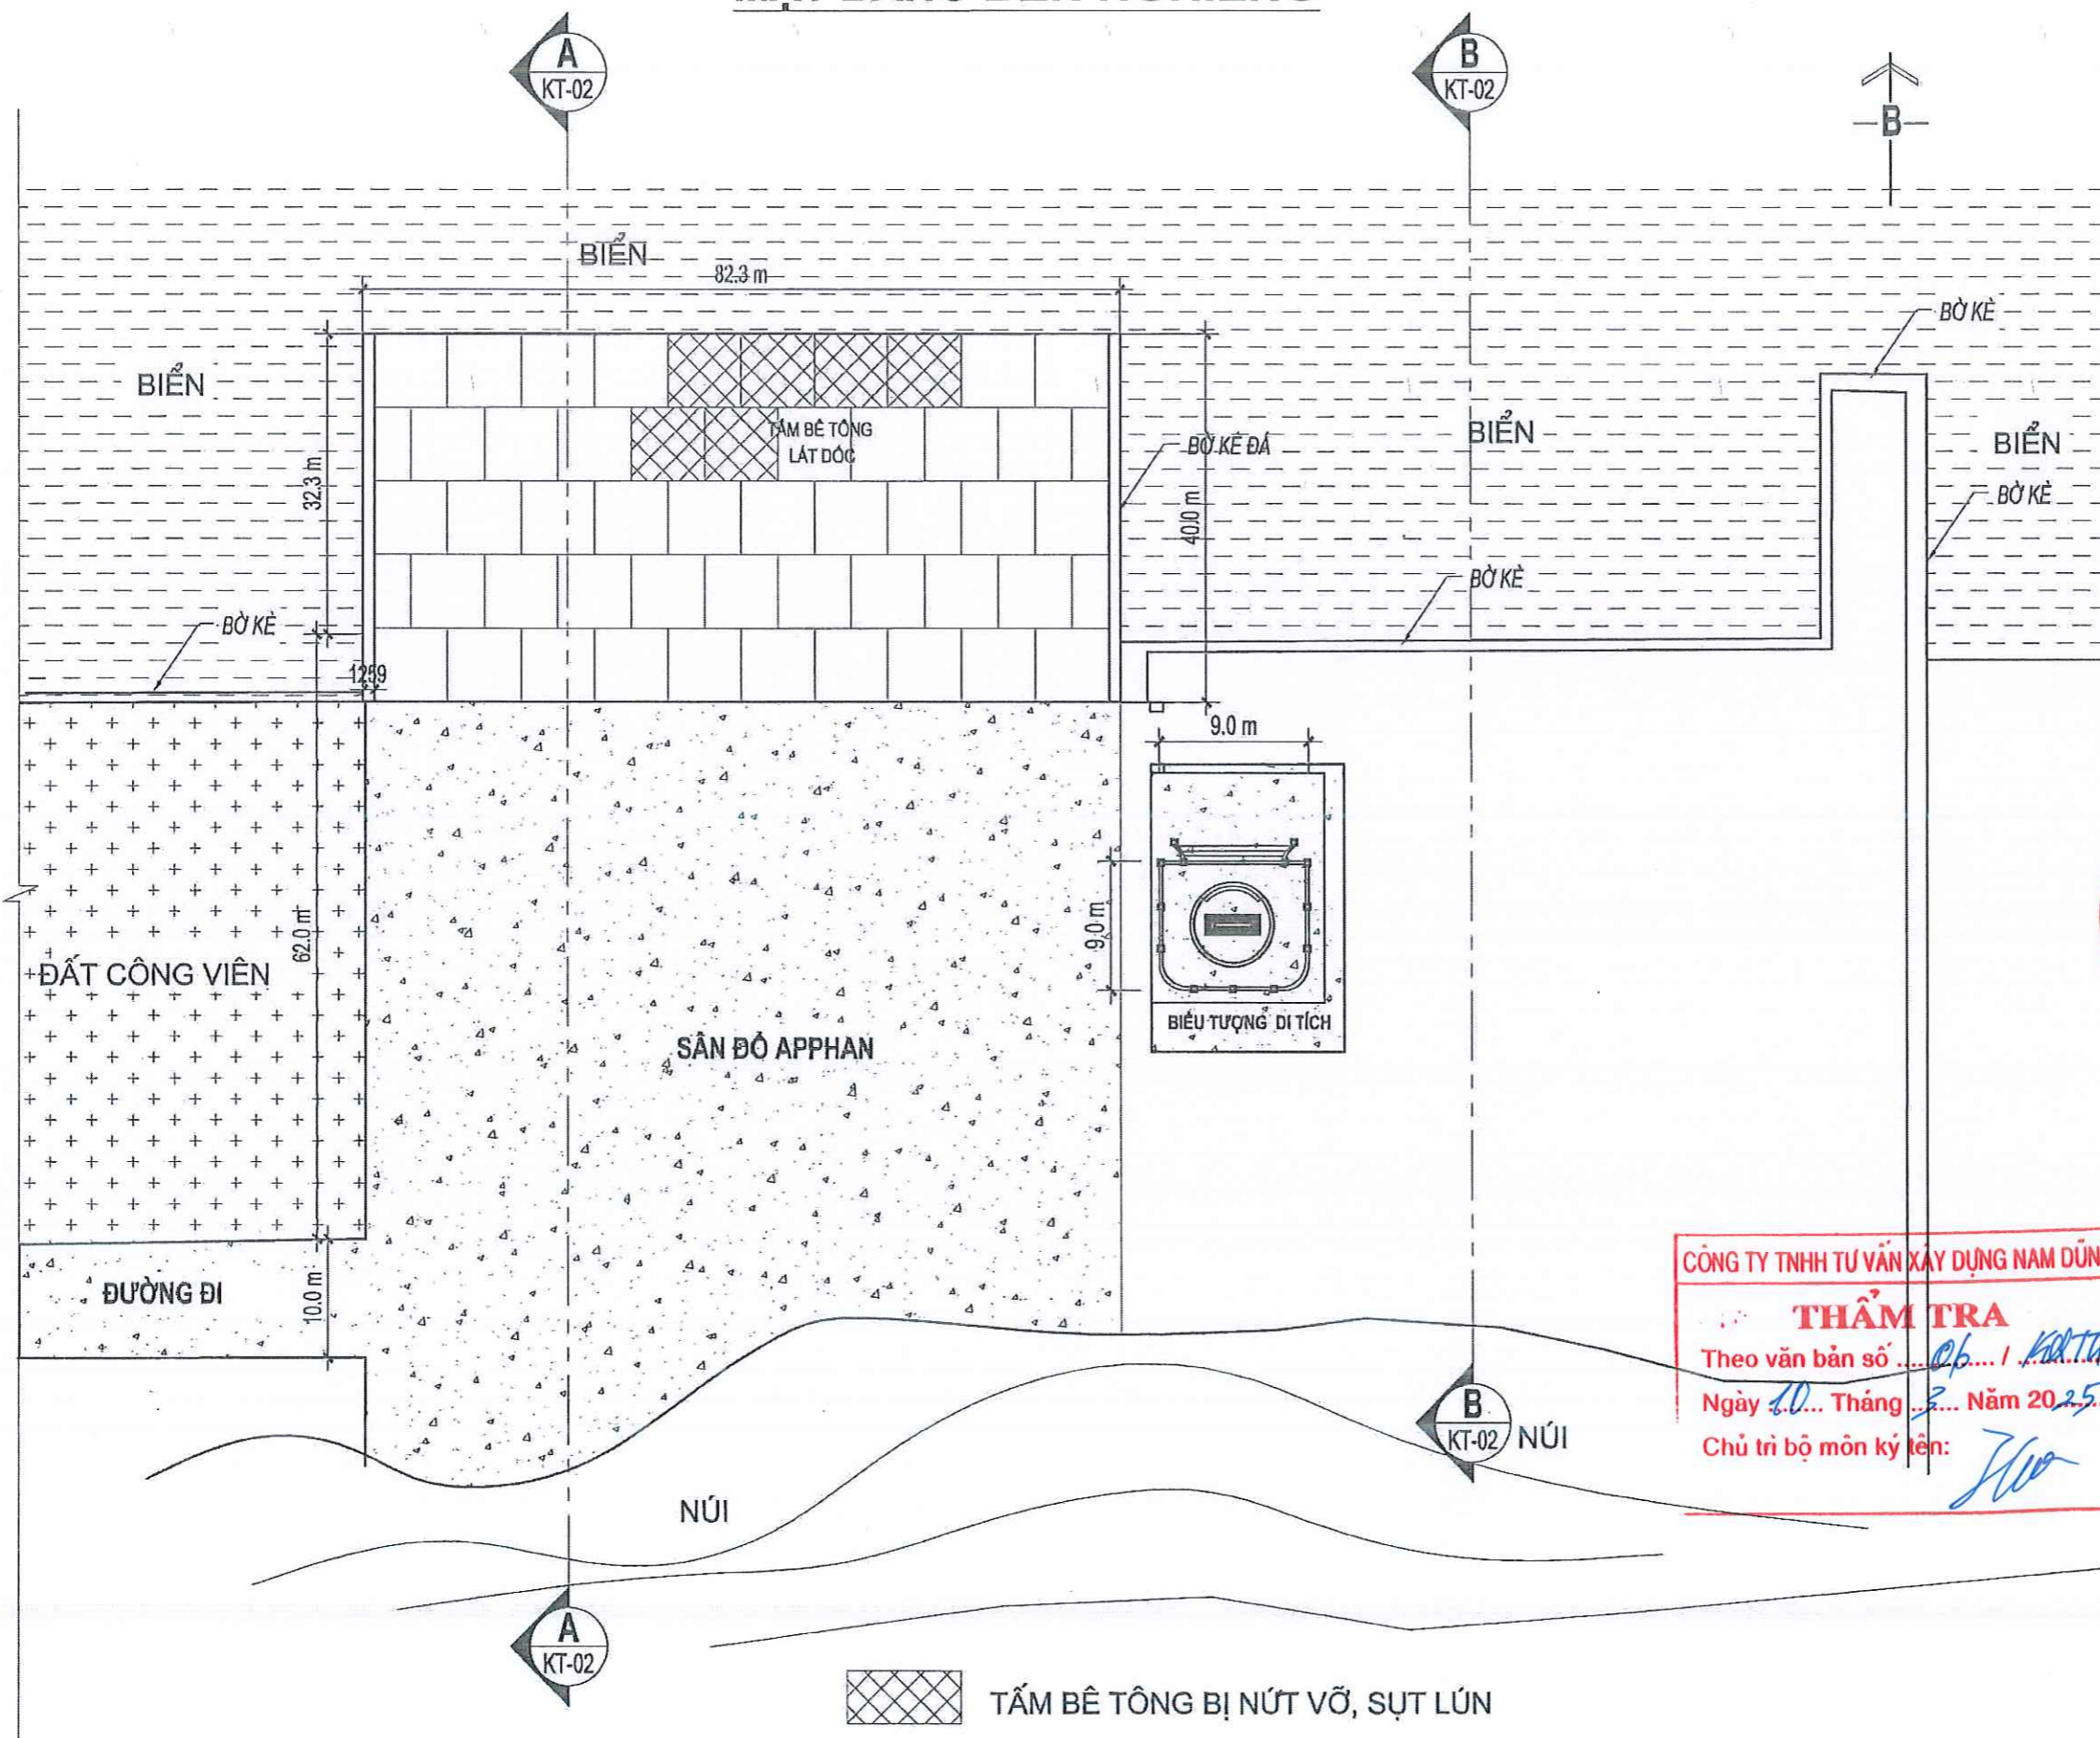 A
KT-02
B
KT-02
B
BIỂN
82.3 m
BỜ KÈ
BIỂN
TẤM BÊ TÔNG
LÁT DỐC
BỜ KÈ ĐÁ
BIỂN
BIỂN
32.3 m
40.0 m
BỜ KÈ
BỜ KÈ
BỜ KÈ
1259
9.0 m
62.0 m
9.0 m
ĐẤT CÔNG VIÊN
BIỂU TƯỢNG DI TÍCH
SÂN ĐỖ APPHAN
ĐƯỜNG ĐI
10.0 m
CÔNG TY TNHH TƯ VẤN XÂY DỰNG NAM DŨN
THẨM TRA
Theo văn bản số ........ / ........
Ngày 10 Tháng 3 Năm 2025
Chủ trì bộ môn ký tên:
B
KT-02
NÚI
NÚI
A
KT-02
TẤM BÊ TÔNG BỊ NỨT VỠ, SỤT LÚN